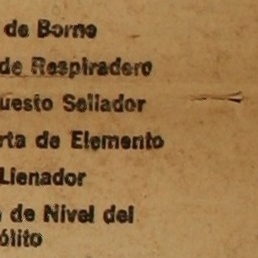 de Borne
de Respiradero
uesto Sellador
rta de Elemento
Llenador
de Nivel del
ólito